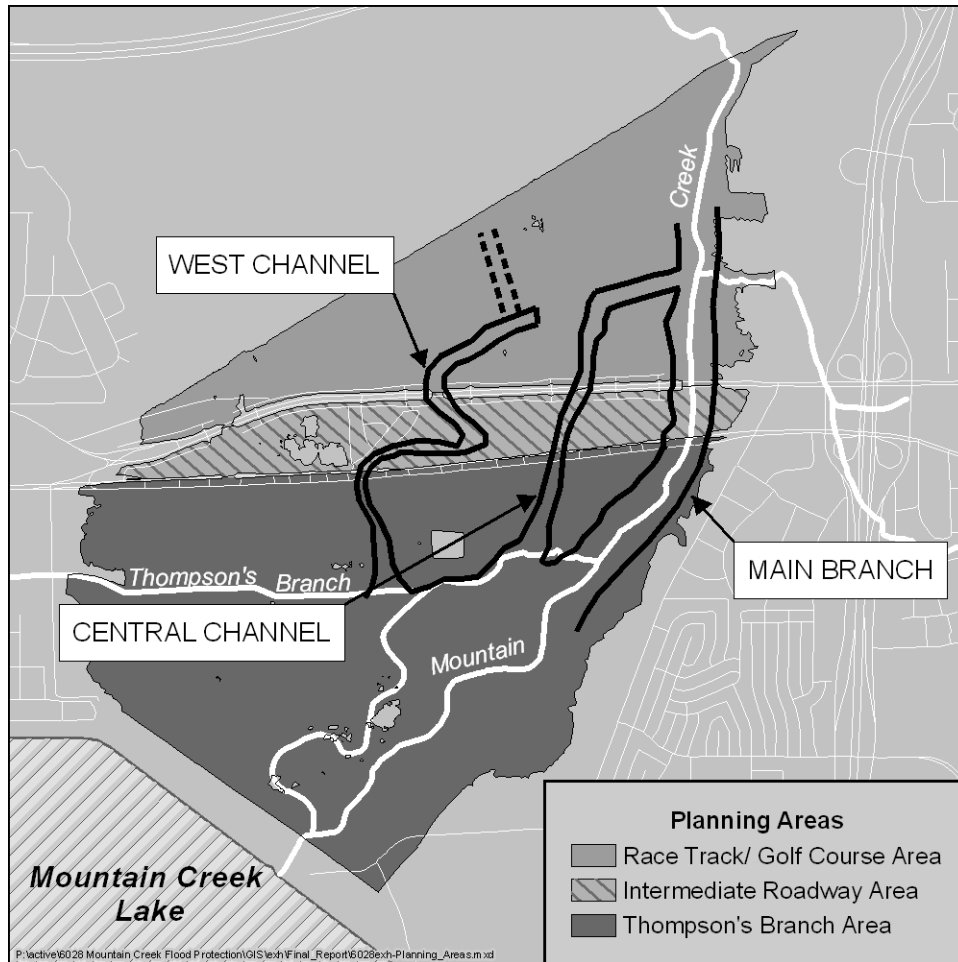 Creek
WEST CHANNEL
Thompson's Branch
MAIN BRANCH
CENTRAL CHANNEL
Mountain
Planning Areas
Race Track/ Golf Course Area
Intermediate Roadway Area
Thompson's Branch Area
Mountain Creek
Lake
P:\active\6028 Mountain Creek Flood Protection\GIS\exh\Final_Report\6028exh-Planning_Areas.mxd